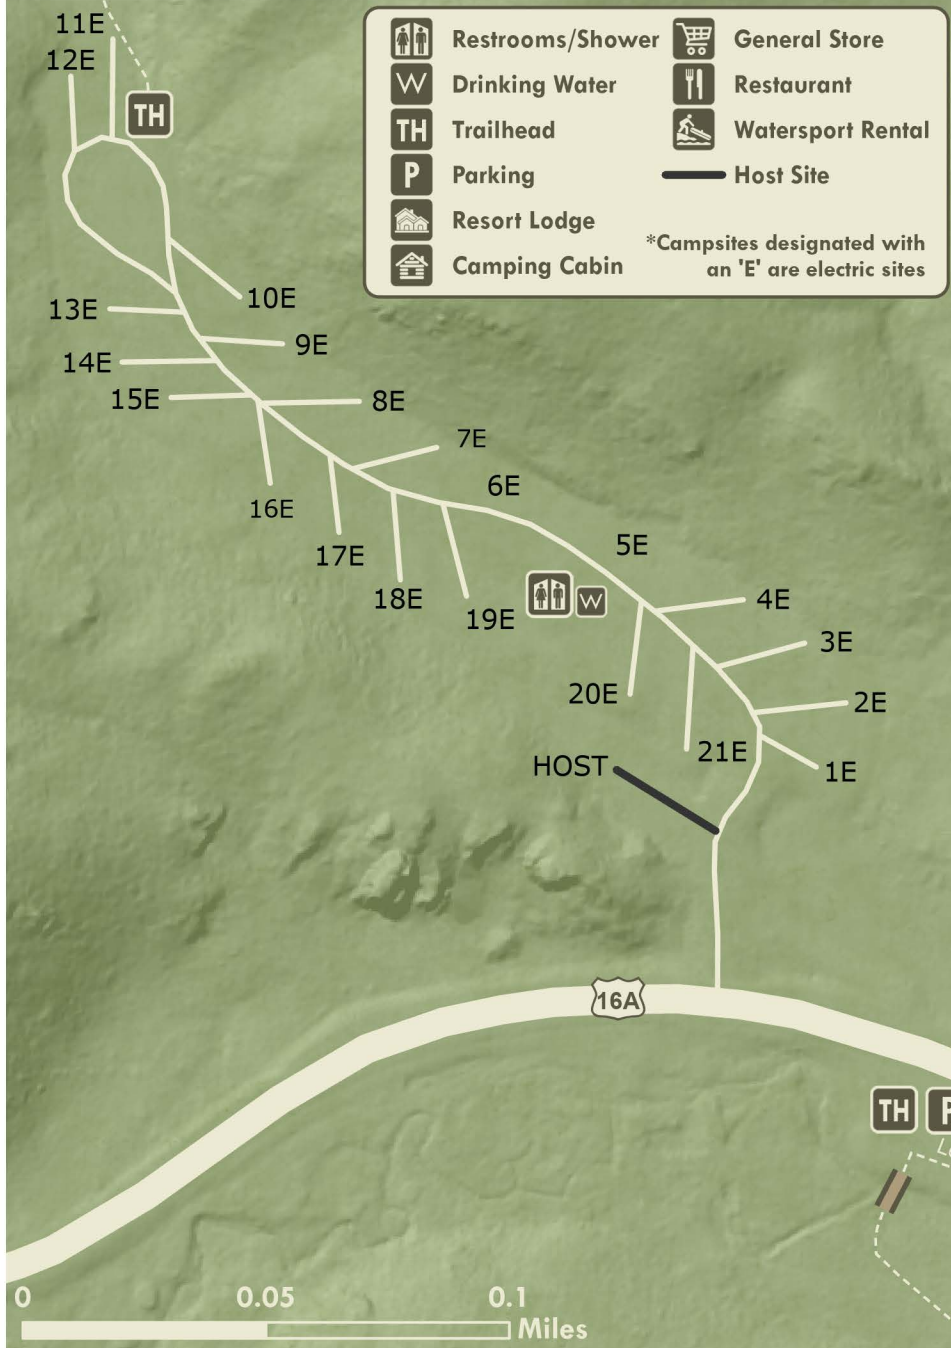 11E
12E
TH
Restrooms/Shower
W
Drinking Water
TH
Trailhead
P
Parking
Resort Lodge
Camping Cabin
General Store
Restaurant
Watersport Rental
Host Site
*Campsites designated with
an 'E' are electric sites
10E
13E
9E
14E
15E
8E
7E
6E
16E
5E
17E
18E
W
4E
19E
3E
20E
2E
21E
HOST
1E
16A
TH
P
0
0.05
0.1
Miles